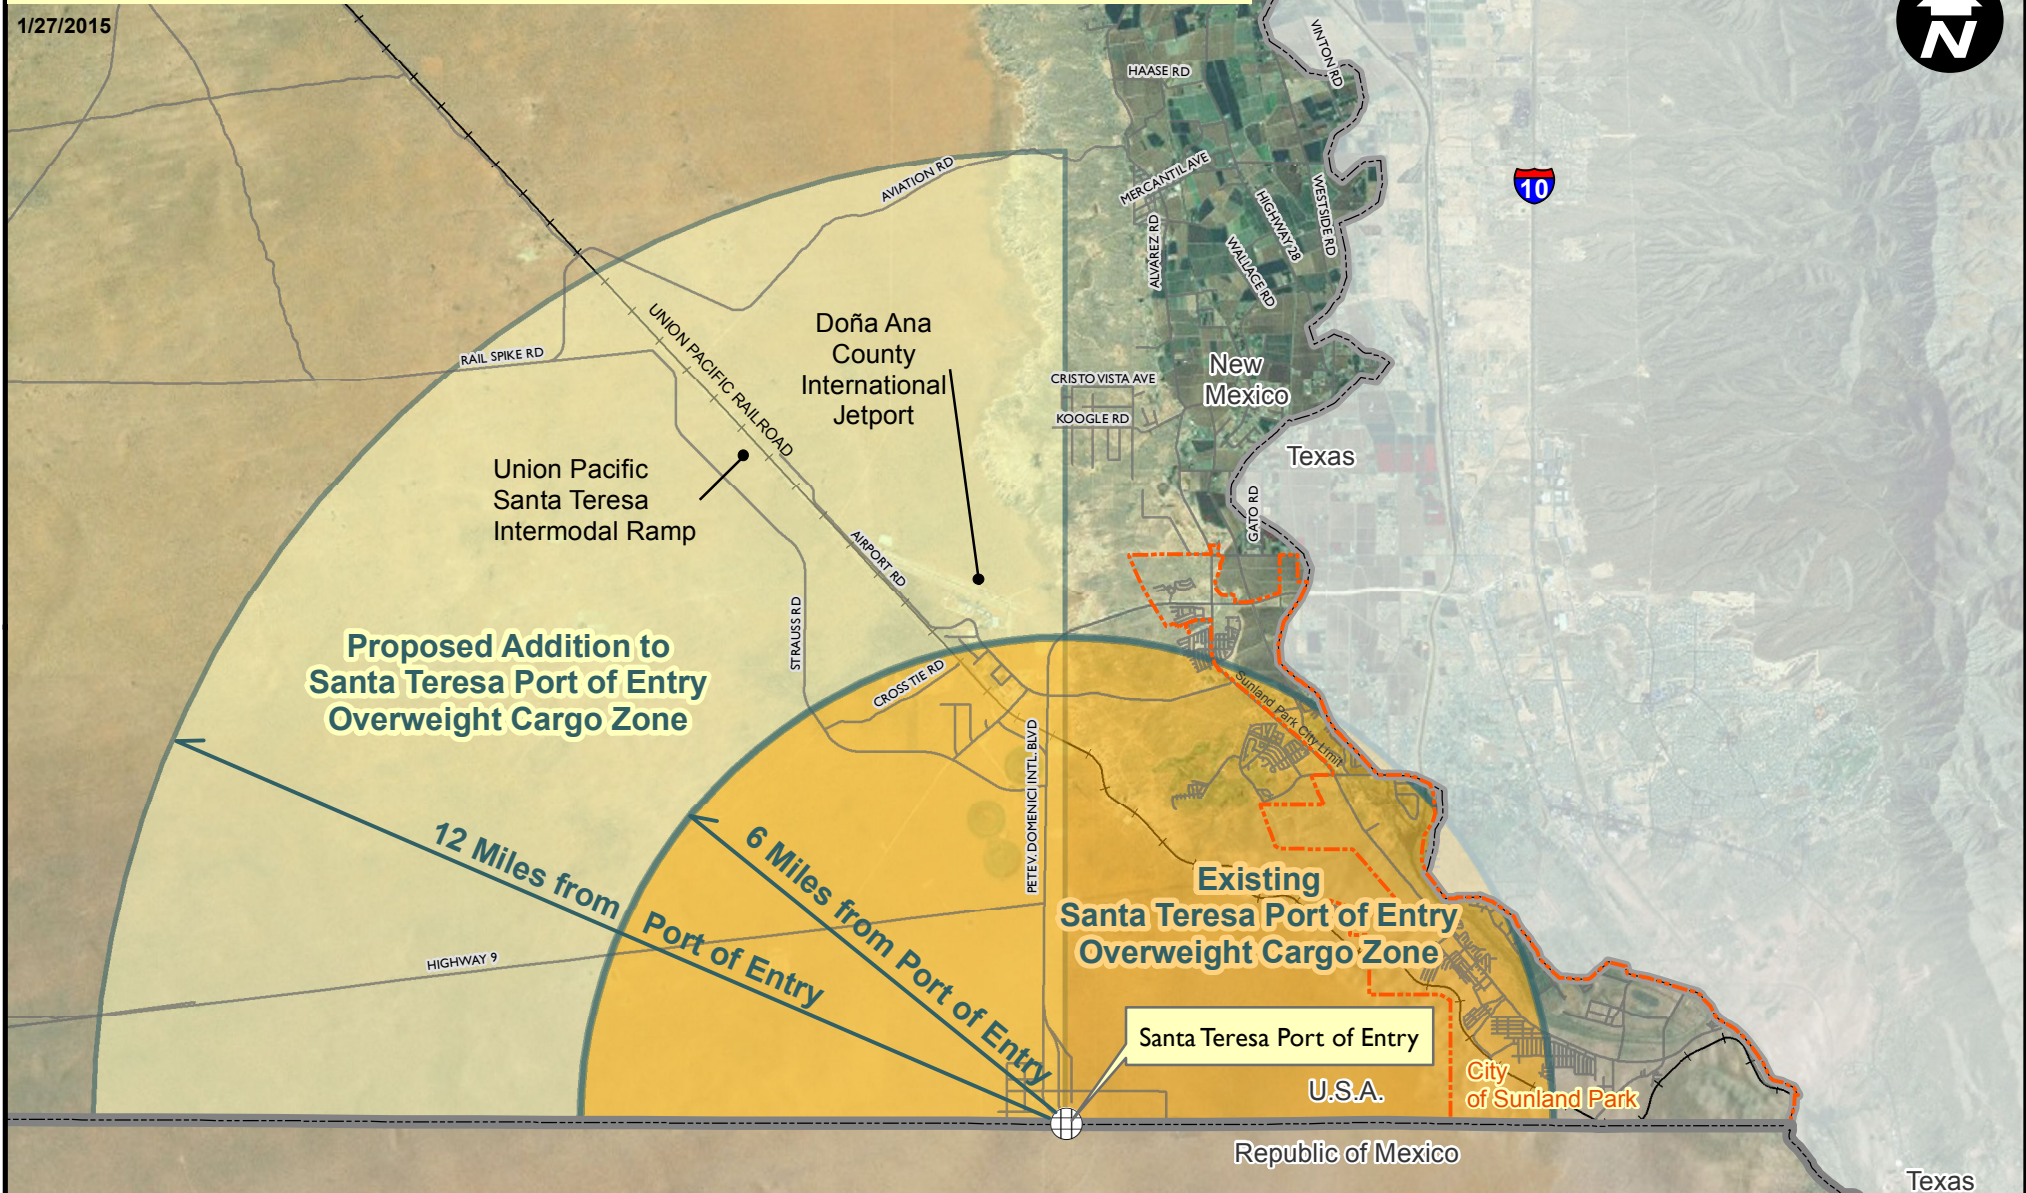 1/27/2015
N
VINTON RD
HAASE RD
10
MERCANTIL AVE
AVIATION RD
WESTSIDE RD
HIGHWAY 28
ALVAREZ RD
WALLACE RD
UNION PACIFIC RAILROAD
Doña Ana
County
International
Jetport
RAIL SPIKE RD
New
Mexico
CRISTO VISTA AVE
KOOGLE RD
Texas
Union Pacific
Santa Teresa
Intermodal Ramp
GATO RD
AIRPORT RD
STRAUSS RD
Proposed Addition to
Santa Teresa Port of Entry
Overweight Cargo Zone
CROSS TIE RD
Sunland Park City Limit
PETE V. DOMENICI INTL. BLVD
12 Miles from Port of Entry
6 Miles from Port of Entry
Existing
Santa Teresa Port of Entry
Overweight Cargo Zone
HIGHWAY 9
Santa Teresa Port of Entry
U.S.A.
City
of Sunland Park
Republic of Mexico
Texas